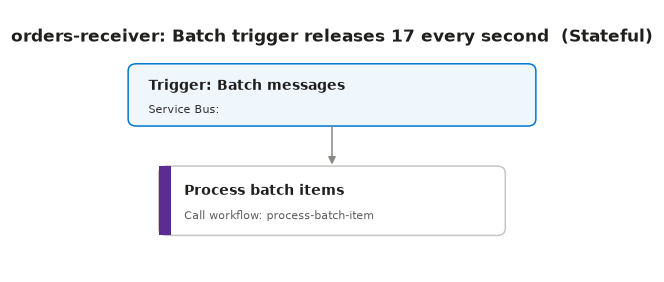 orders-receiver: Batch trigger releases 17 every second (Stateful)
Trigger: Batch messages
Service Bus:
Process batch items
Call workflow: process-batch-item